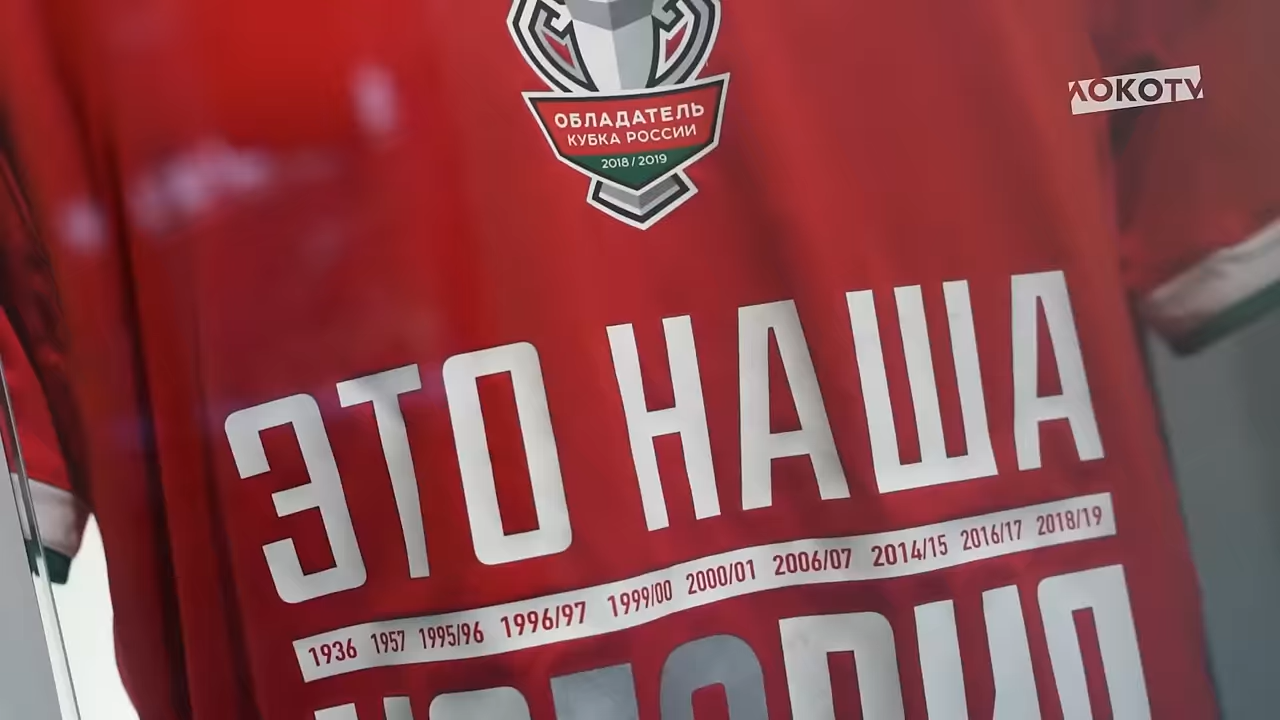 ОБЛАДАТЕЛЬ
КУБКА РОССИИ
2018/2019
ЛОКОTV
ЭТО НАША
1936 1957 1995/96 1996/97 1999/00 2000/01 2006/07 2014/15 2016/17 2018/19